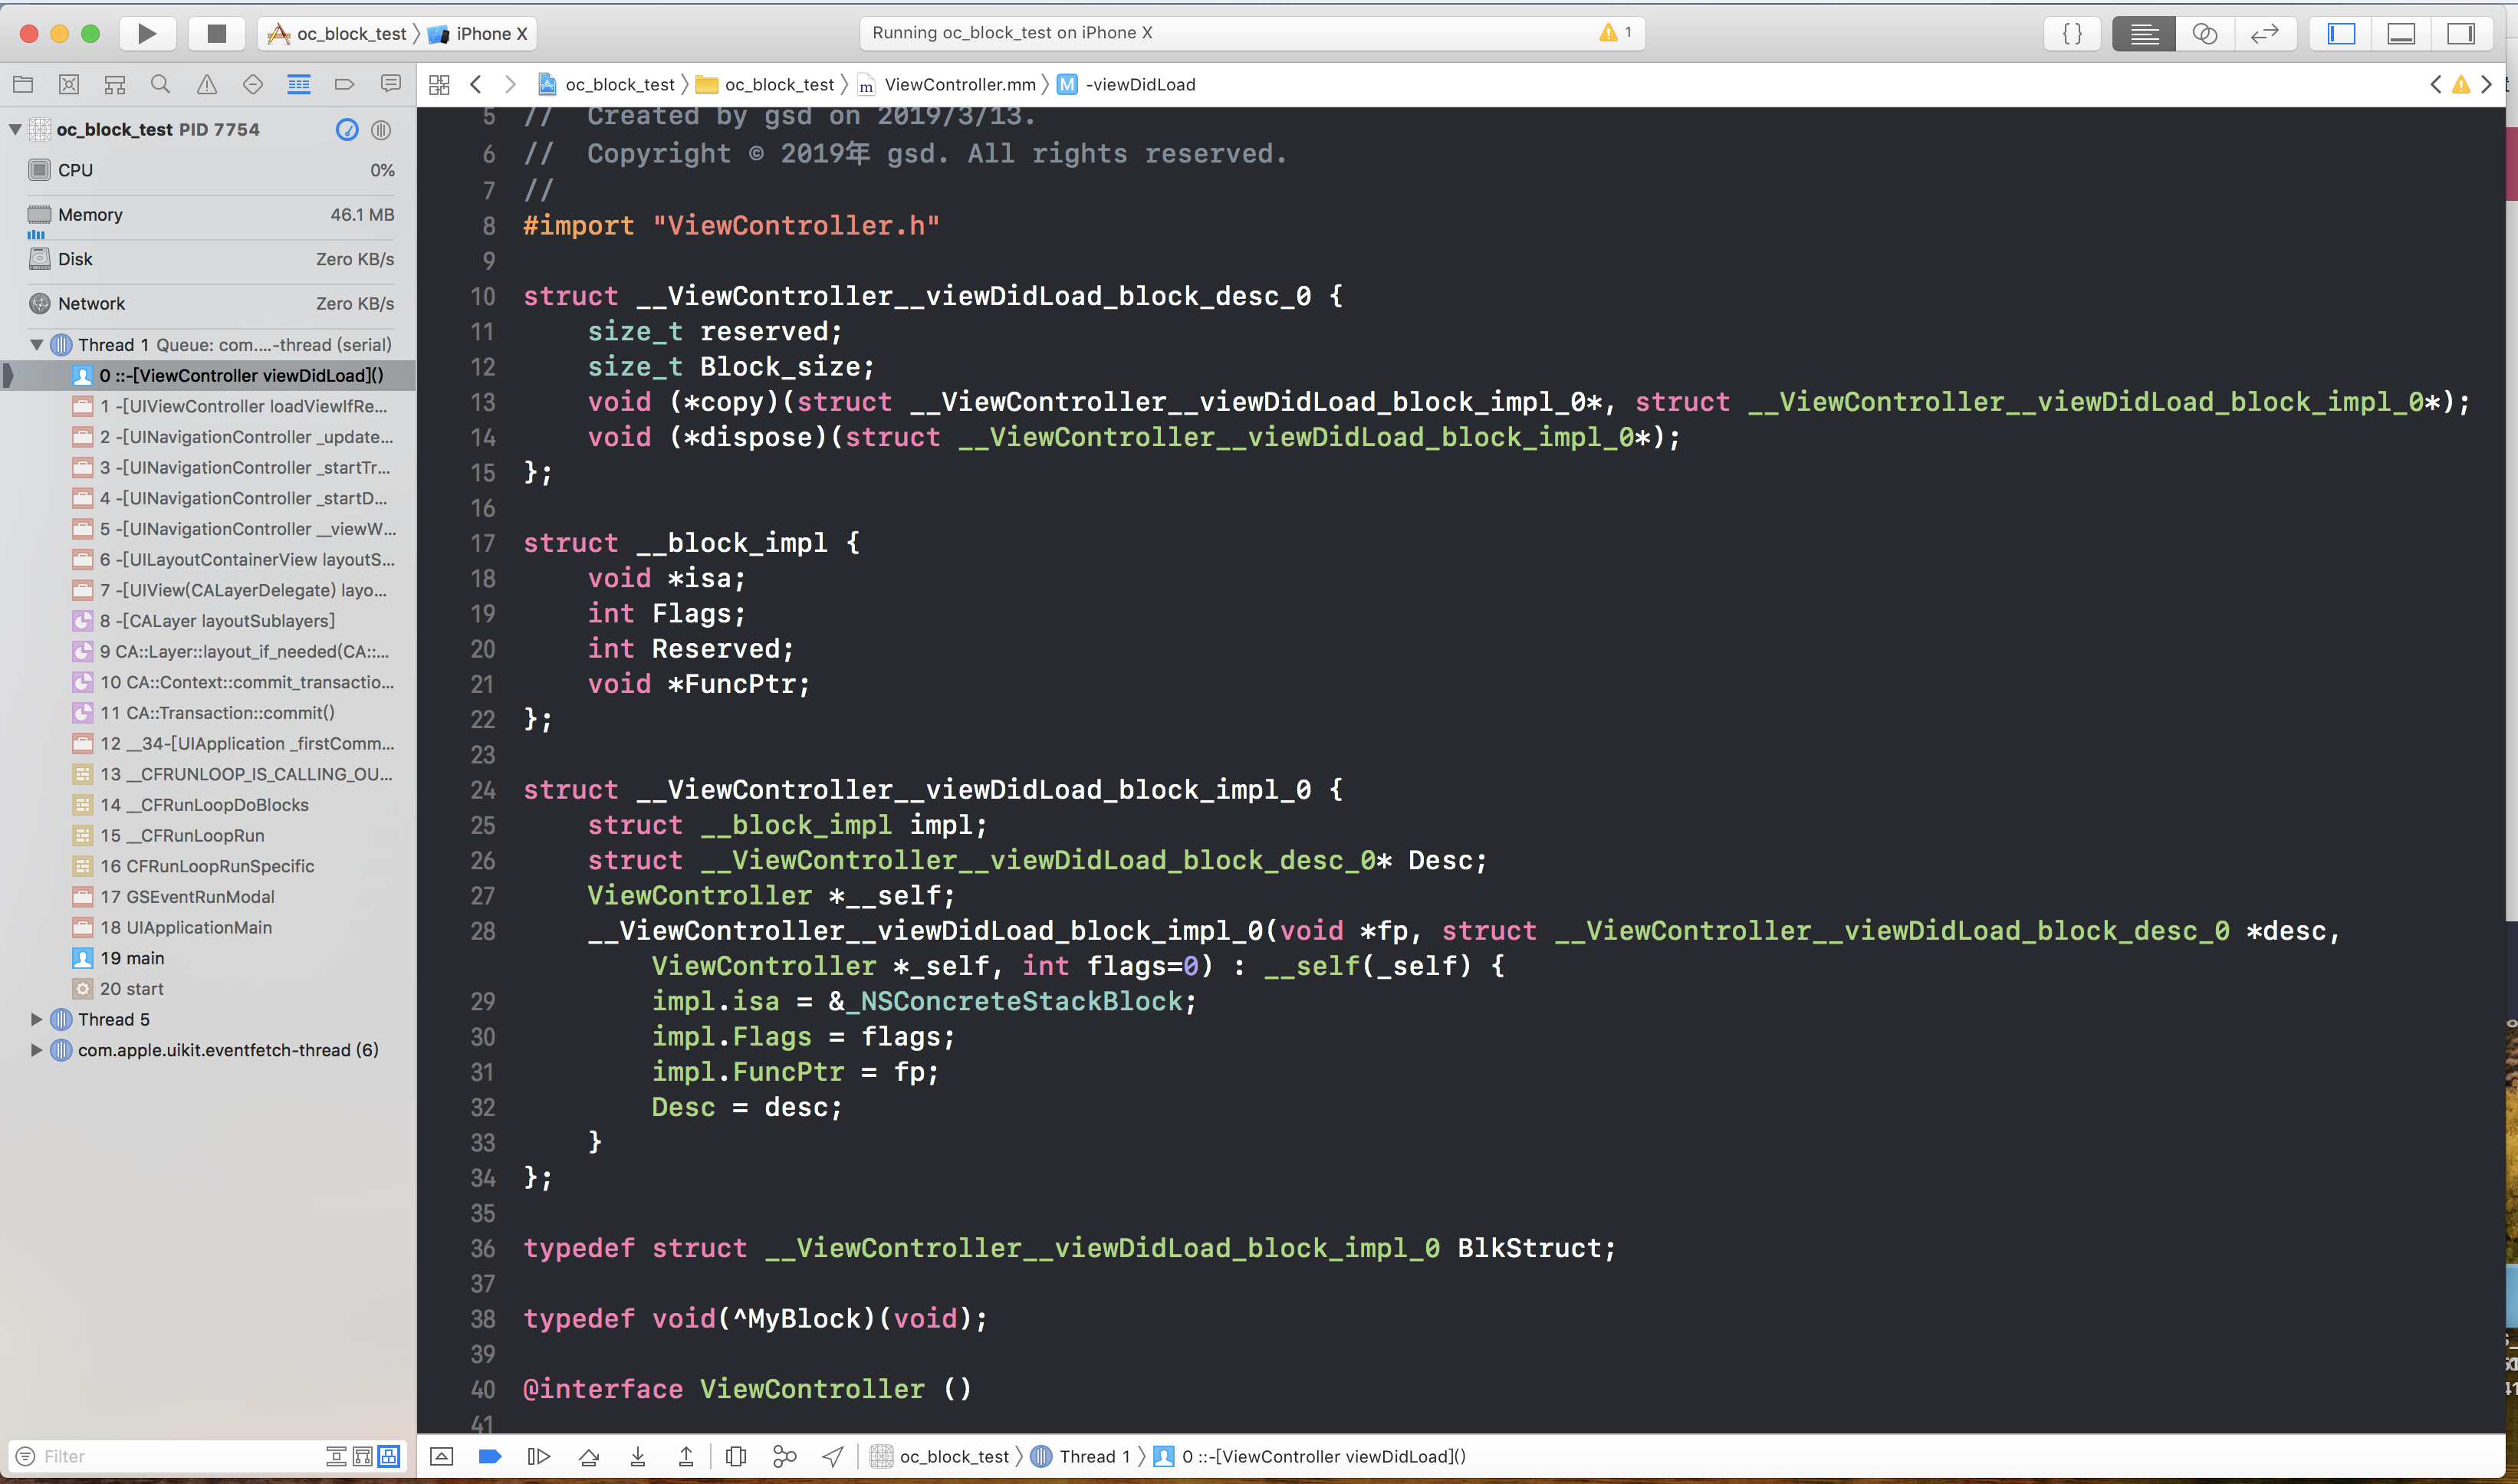 oc_block_test 〉 iPhone X
Running oc_block_test on iPhone X
1
oc_block_test 〉 oc_block_test 〉 m ViewController.mm 〉 M -viewDidLoad
oc_block_test PID 7754
CPU 0%
Memory 46.1 MB
Disk Zero KB/s
Network Zero KB/s
Thread 1 Queue: com....-thread (serial)
0 ::-[ViewController viewDidLoad]()
1 -[UIViewController loadViewIfRe...
2 -[UINavigationController _update...
3 -[UINavigationController _startTr...
4 -[UINavigationController _startD...
5 -[UINavigationController __viewW...
6 -[UILayoutContainerView layoutS...
7 -[UIView(CALayerDelegate) layo...
8 -[CALayer layoutSublayers]
9 CA::Layer::layout_if_needed(CA::...
10 CA::Context::commit_transactio...
11 CA::Transaction::commit()
12 __34-[UIApplication _firstComm...
13 __CFRUNLOOP_IS_CALLING_OU...
14 __CFRunLoopDoBlocks
15 __CFRunLoopRun
16 CFRunLoopRunSpecific
17 GSEventRunModal
18 UIApplicationMain
19 main
20 start
Thread 5
com.apple.uikit.eventfetch-thread (6)
Filter
5 //  Created by gsd on 2019/3/13.
6 //  Copyright © 2019年 gsd. All rights reserved.
7 //
8 #import "ViewController.h"
9
10 struct __ViewController__viewDidLoad_block_desc_0 {
11     size_t reserved;
12     size_t Block_size;
13     void (*copy)(struct __ViewController__viewDidLoad_block_impl_0*, struct __ViewController__viewDidLoad_block_impl_0*);
14     void (*dispose)(struct __ViewController__viewDidLoad_block_impl_0*);
15 };
16
17 struct __block_impl {
18     void *isa;
19     int Flags;
20     int Reserved;
21     void *FuncPtr;
22 };
23
24 struct __ViewController__viewDidLoad_block_impl_0 {
25     struct __block_impl impl;
26     struct __ViewController__viewDidLoad_block_desc_0* Desc;
27     ViewController *__self;
28     __ViewController__viewDidLoad_block_impl_0(void *fp, struct __ViewController__viewDidLoad_block_desc_0 *desc,
ViewController *_self, int flags=0) : __self(_self) {
29         impl.isa = &_NSConcreteStackBlock;
30         impl.Flags = flags;
31         impl.FuncPtr = fp;
32         Desc = desc;
33     }
34 };
35
36 typedef struct __ViewController__viewDidLoad_block_impl_0 BlkStruct;
37
38 typedef void(^MyBlock)(void);
39
40 @interface ViewController ()
41
oc_block_test 〉 Thread 1 〉 0 ::-[ViewController viewDidLoad]()